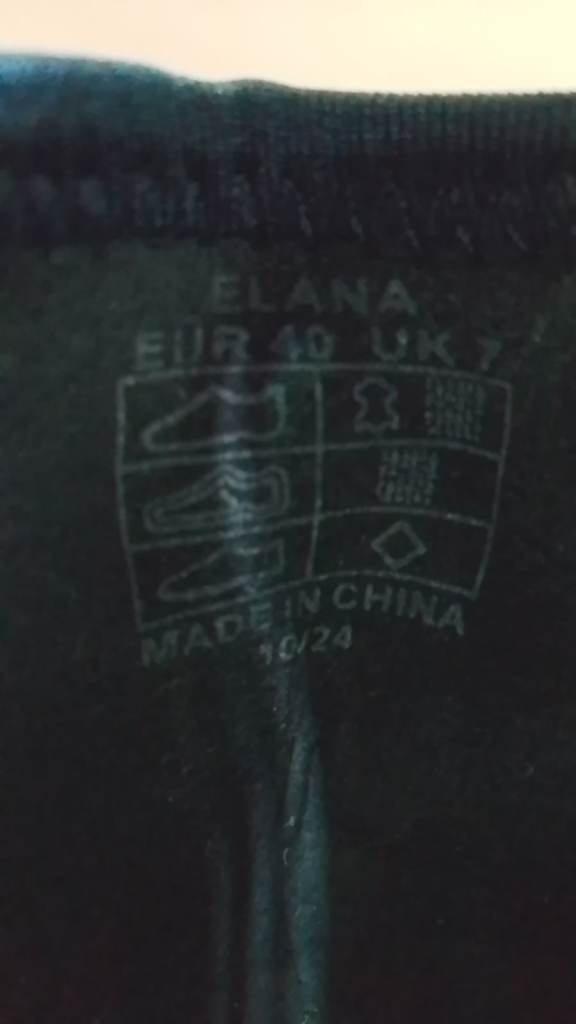 ELANA
EUR 40 UK 7
MADE IN CHINA
10/24